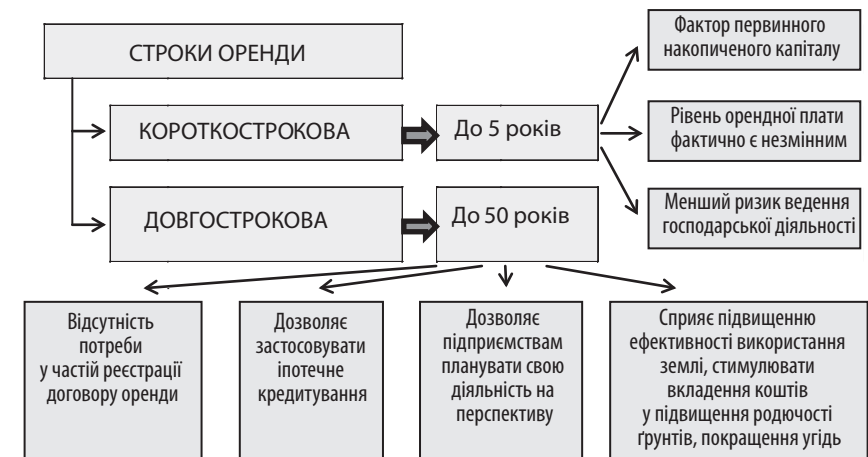 СТРОКИ ОРЕНДИ
КОРОТКОСТРОКОВА
До 5 років
Фактор первинного
накопиченого капіталу
Рівень орендної плати
фактично є незмінним
Менший ризик ведення
господарської діяльності
ДОВГОСТРОКОВА
До 50 років
Відсутність
потреби
у частій реєстрації
договору оренди
Дозволяє
застосовувати
іпотечне
кредитування
Дозволяє
підприємствам
планувати свою
діяльність на
перспективу
Сприяє підвищенню
ефективності використання
землі, стимулювати
вкладення коштів
у підвищення родючості
ґрунтів, покращення угідь